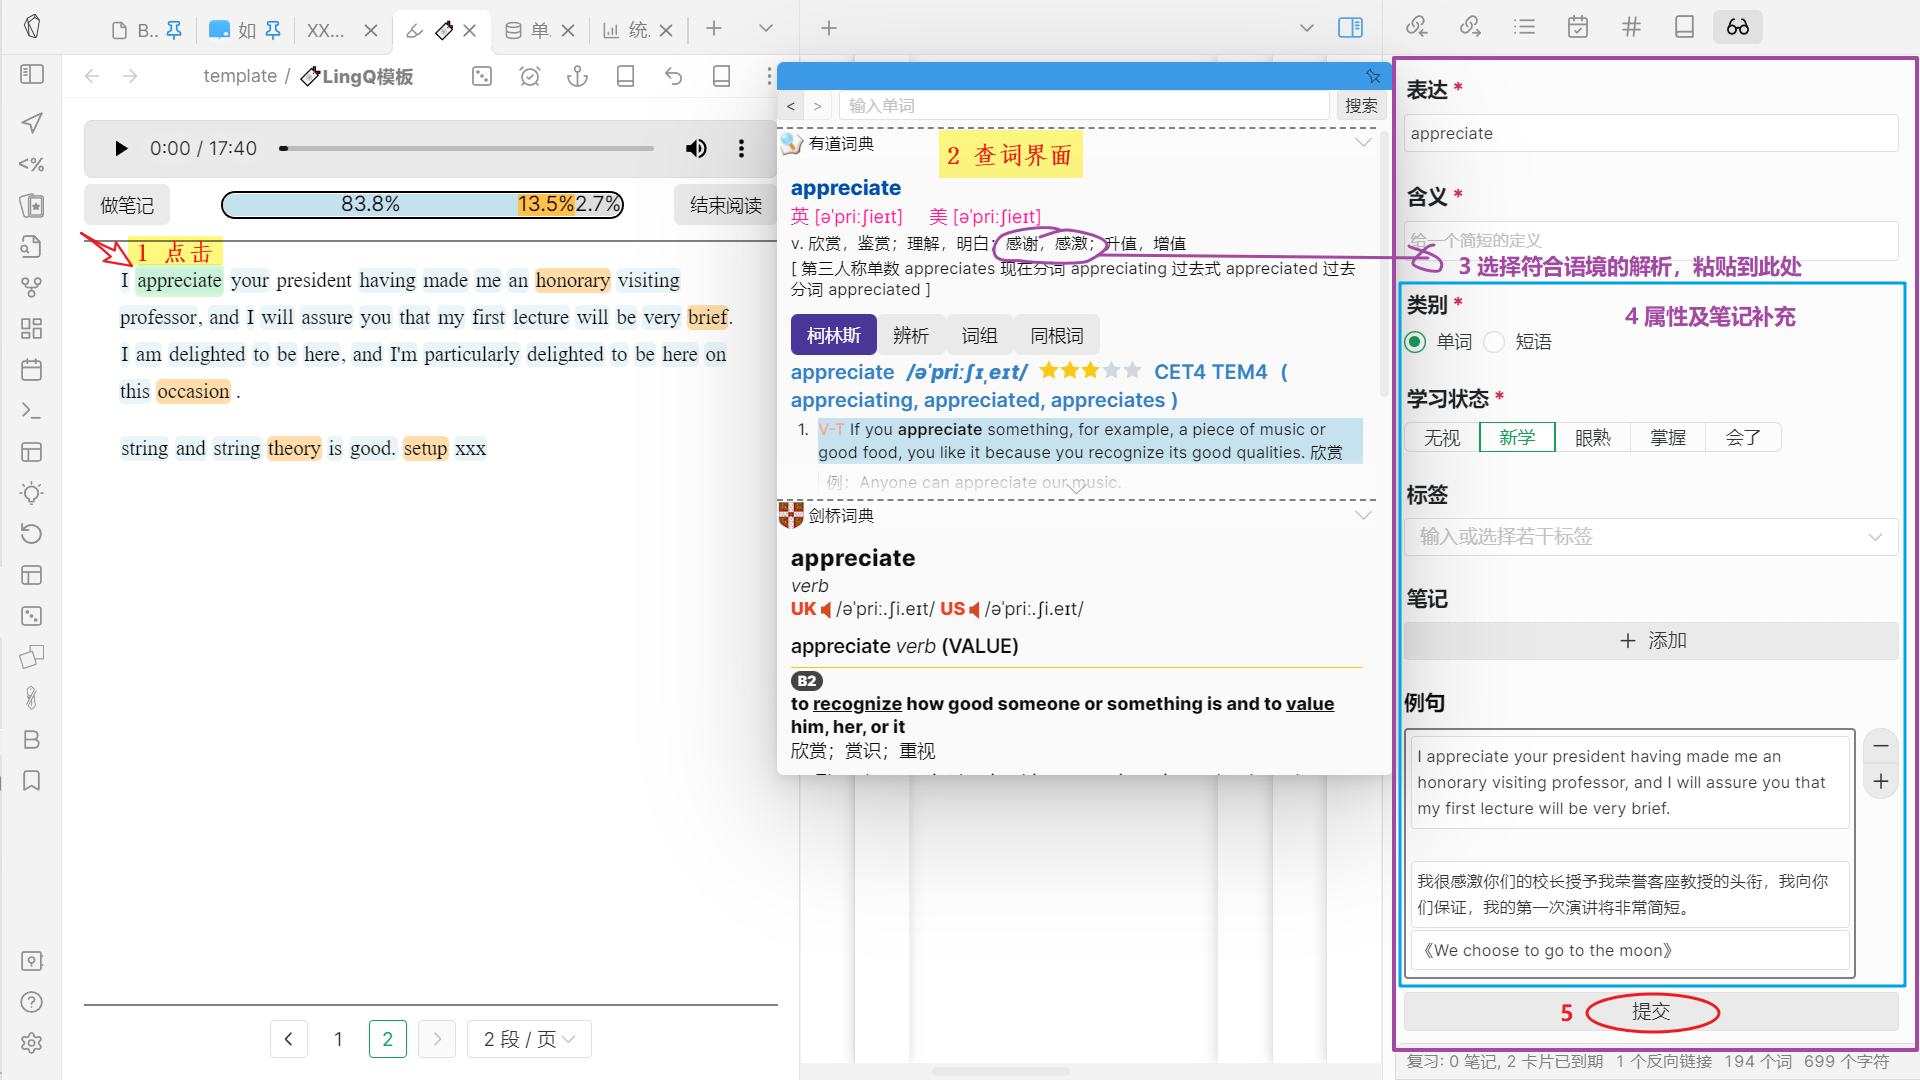 B..
如
XX...
单.
统.
template / LingQ模板
0:00 / 17:40
做笔记
83.8% 13.5% 2.7%
结束阅读
1 点击
I appreciate your president having made me an honorary visiting
professor, and I will assure you that my first lecture will be very brief.
I am delighted to be here, and I'm particularly delighted to be here on
this occasion .
string and string theory is good. setup xxx
1
2
2 段 / 页
<
>
输入单词
搜索
有道词典
2 查词界面
appreciate
英 [əˈpriːʃieɪt] 美 [əˈpriːʃieɪt]
v. 欣赏，鉴赏；理解，明白；感谢，感激；升值，增值
[ 第三人称单数 appreciates 现在分词 appreciating 过去式 appreciated 过去
分词 appreciated ]
柯林斯 辨析 词组 同根词
appreciate /əˈpriːʃɪˌeɪt/ CET4 TEM4 (
appreciating, appreciated, appreciates )
1. V-T If you appreciate something, for example, a piece of music or
good food, you like it because you recognize its good qualities. 欣赏
例：Anyone can appreciate our music.
剑桥词典
appreciate
verb
UK /əˈpriː.ʃi.eɪt/ US /əˈpriː.ʃi.eɪt/
appreciate verb (VALUE)
B2
to recognize how good someone or something is and to value
him, her, or it
欣赏；赏识；重视
表达 *
appreciate
含义 *
给一个简短的定义
3 选择符合语境的解析，粘贴到此处
类别 *
4 属性及笔记补充
单词 短语
学习状态 *
无视 新学 眼熟 掌握 会了
标签
输入或选择若干标签
笔记
＋ 添加
例句
I appreciate your president having made me an
honorary visiting professor, and I will assure you that
my first lecture will be very brief.
我很感激你们的校长授予我荣誉客座教授的头衔，我向你
们保证，我的第一次演讲将非常简短。
《We choose to go to the moon》
5 提交
复习: 0 笔记, 2 卡片已到期 1 个反向链接 194 个词 699 个字符